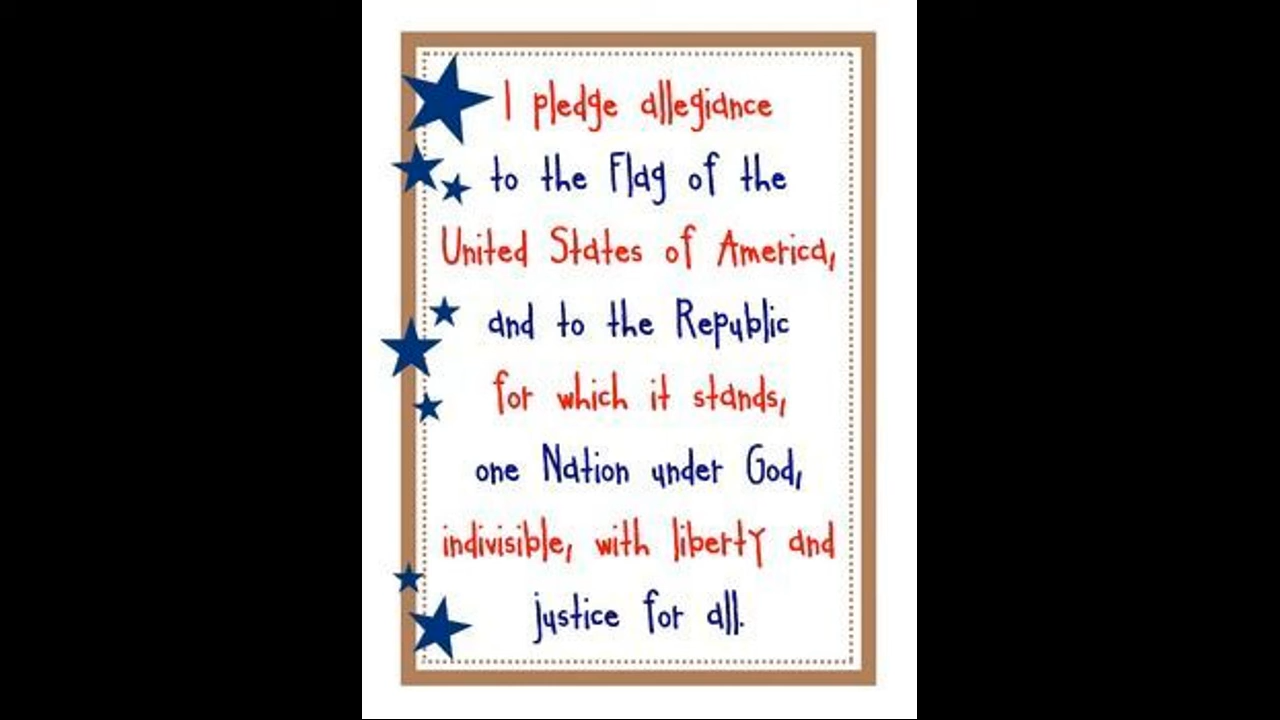 I pledge allegiance
to the Flag of the
United States of America,
and to the Republic
for which it stands,
one Nation under God,
indivisible, with liberty and
justice for all.